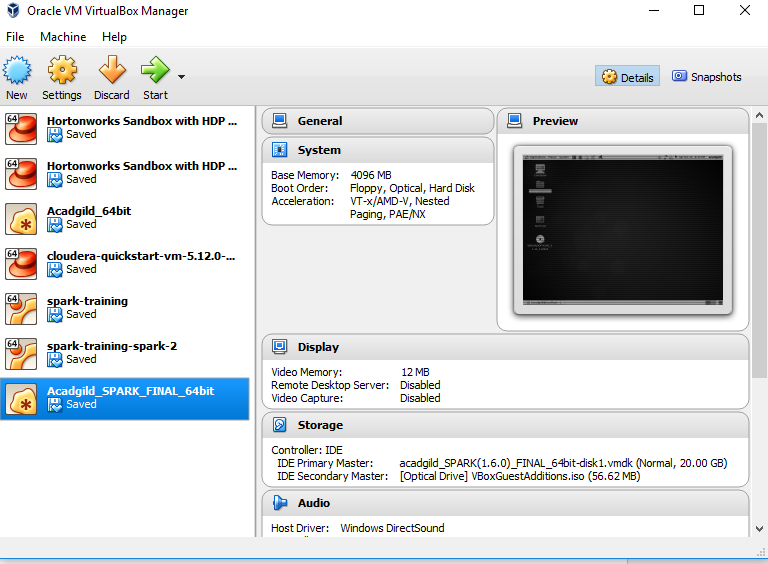 Oracle VM VirtualBox Manager
File Machine Help
New Settings Discard Start Details Snapshots
64 Hortonworks Sandbox with HDP ...
Saved
64 Hortonworks Sandbox with HDP ...
Saved
Acadgild_64bit
Saved
64 cloudera-quickstart-vm-5.12.0-...
Saved
64 spark-training
Saved
64 spark-training-spark-2
Saved
Acadgild_SPARK_FINAL_64bit
Saved
General
System
Base Memory: 4096 MB
Boot Order: Floppy, Optical, Hard Disk
Acceleration: VT-x/AMD-V, Nested
Paging, PAE/NX
Preview
Display
Video Memory: 12 MB
Remote Desktop Server: Disabled
Video Capture: Disabled
Storage
Controller: IDE
IDE Primary Master: acadgild_SPARK(1.6.0)_FINAL_64bit-disk1.vmdk (Normal, 20.00 GB)
IDE Secondary Master: [Optical Drive] VBoxGuestAdditions.iso (56.62 MB)
Audio
Host Driver: Windows DirectSound